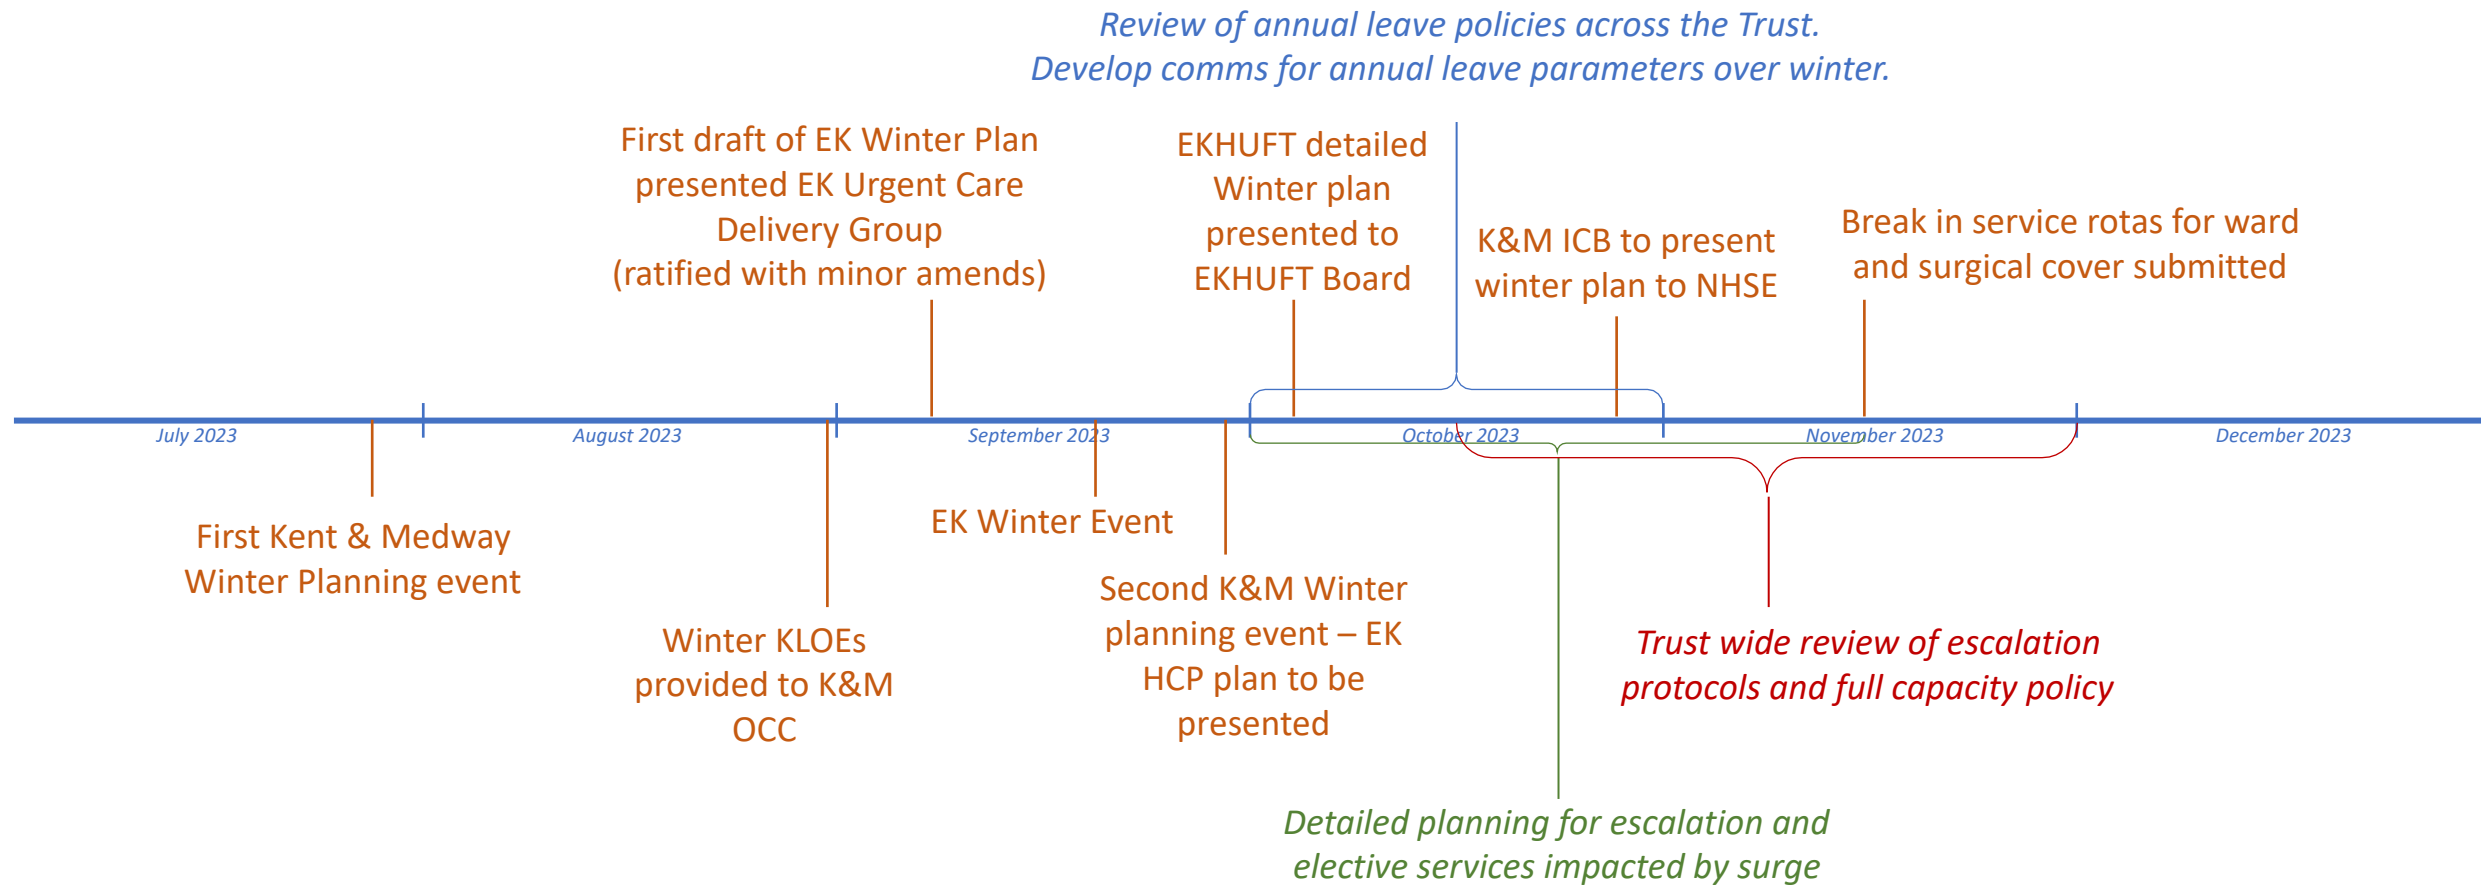 Review of annual leave policies across the Trust.
Develop comms for annual leave parameters over winter.
First draft of EK Winter Plan
presented EK Urgent Care
Delivery Group
(ratified with minor amends)
EKHUFT detailed
Winter plan
presented to
EKHUFT Board
K&M ICB to present
winter plan to NHSE
Break in service rotas for ward
and surgical cover submitted
July 2023
August 2023
September 2023
October 2023
November 2023
December 2023
First Kent & Medway
Winter Planning event
Winter KLOEs
provided to K&M
OCC
EK Winter Event
Second K&M Winter
planning event – EK
HCP plan to be
presented
Trust wide review of escalation
protocols and full capacity policy
Detailed planning for escalation and
elective services impacted by surge